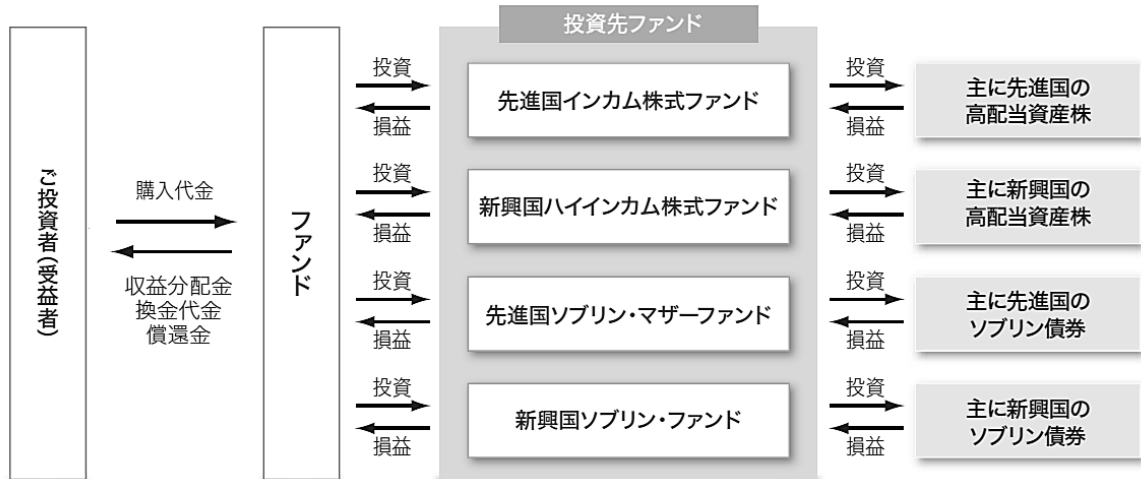 投資先ファンド
ご投資者(受益者)
購入代金
収益分配金
換金代金
償還金
ファンド
投資
損益
先進国インカム株式ファンド
投資
損益
主に先進国の
高配当資産株
投資
損益
新興国ハイインカム株式ファンド
投資
損益
主に新興国の
高配当資産株
投資
損益
先進国ソブリン・マザーファンド
投資
損益
主に先進国の
ソブリン債券
投資
損益
新興国ソブリン・ファンド
投資
損益
主に新興国の
ソブリン債券